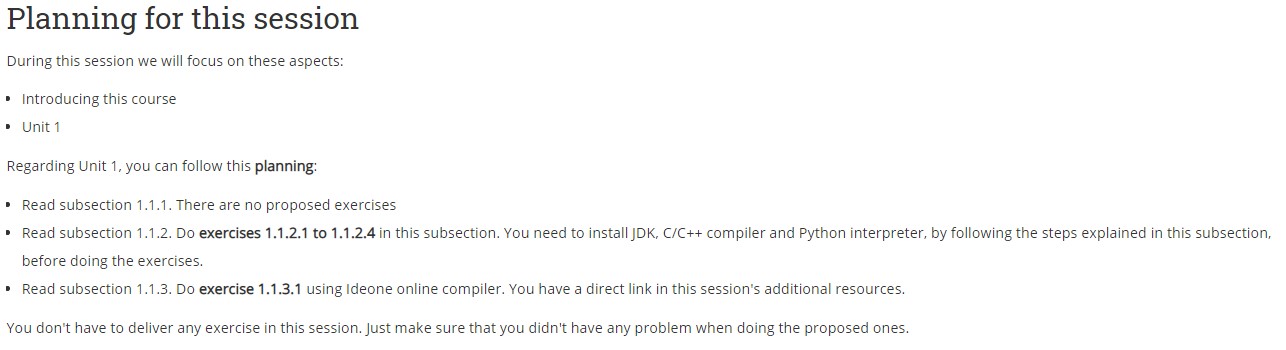 Planning for this session
During this session we will focus on these aspects:
• Introducing this course
• Unit 1
Regarding Unit 1, you can follow this planning:
• Read subsection 1.1.1. There are no proposed exercises
• Read subsection 1.1.2. Do exercises 1.1.2.1 to 1.1.2.4 in this subsection. You need to install JDK, C/C++ compiler and Python interpreter, by following the steps explained in this subsection,
before doing the exercises.
• Read subsection 1.1.3. Do exercise 1.1.3.1 using Ideone online compiler. You have a direct link in this session's additional resources.
You don't have to deliver any exercise in this session. Just make sure that you didn't have any problem when doing the proposed ones.